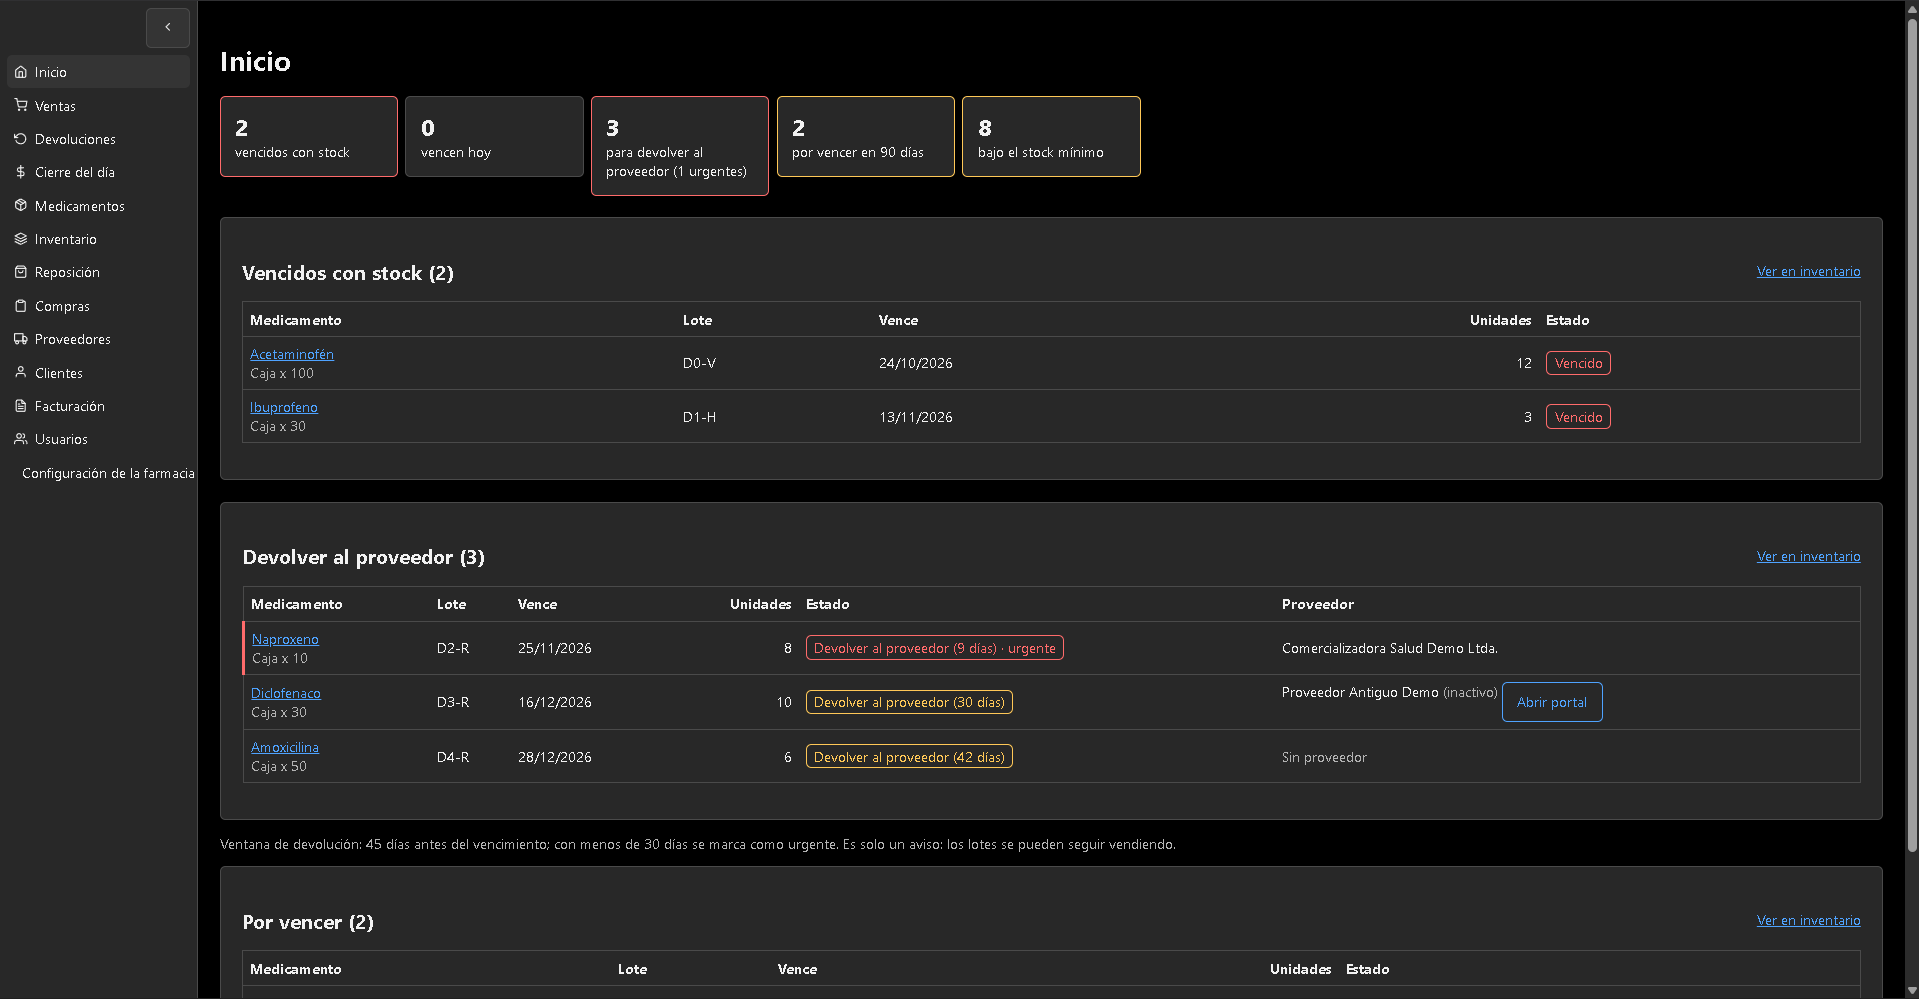 Inicio
Ventas
Devoluciones
Cierre del día
Medicamentos
Inventario
Reposición
Compras
Proveedores
Clientes
Facturación
Usuarios
Configuración de la farmacia
Inicio
2
vencidos con stock
0
vencen hoy
3
para devolver al
proveedor (1 urgentes)
2
por vencer en 90 días
8
bajo el stock mínimo
Vencidos con stock (2)
Ver en inventario
Medicamento Lote Vence Unidades Estado
Acetaminofén
Caja x 100
D0-V 24/10/2026 12 Vencido
Ibuprofeno
Caja x 30
D1-H 13/11/2026 3 Vencido
Devolver al proveedor (3)
Ver en inventario
Medicamento Lote Vence Unidades Estado Proveedor
Naproxeno
Caja x 10
D2-R 25/11/2026 8 Devolver al proveedor (9 días) · urgente Comercializadora Salud Demo Ltda.
Diclofenaco
Caja x 30
D3-R 16/12/2026 10 Devolver al proveedor (30 días) Proveedor Antiguo Demo (inactivo) Abrir portal
Amoxicilina
Caja x 50
D4-R 28/12/2026 6 Devolver al proveedor (42 días) Sin proveedor
Ventana de devolución: 45 días antes del vencimiento; con menos de 30 días se marca como urgente. Es solo un aviso: los lotes se pueden seguir vendiendo.
Por vencer (2)
Ver en inventario
Medicamento Lote Vence Unidades Estado